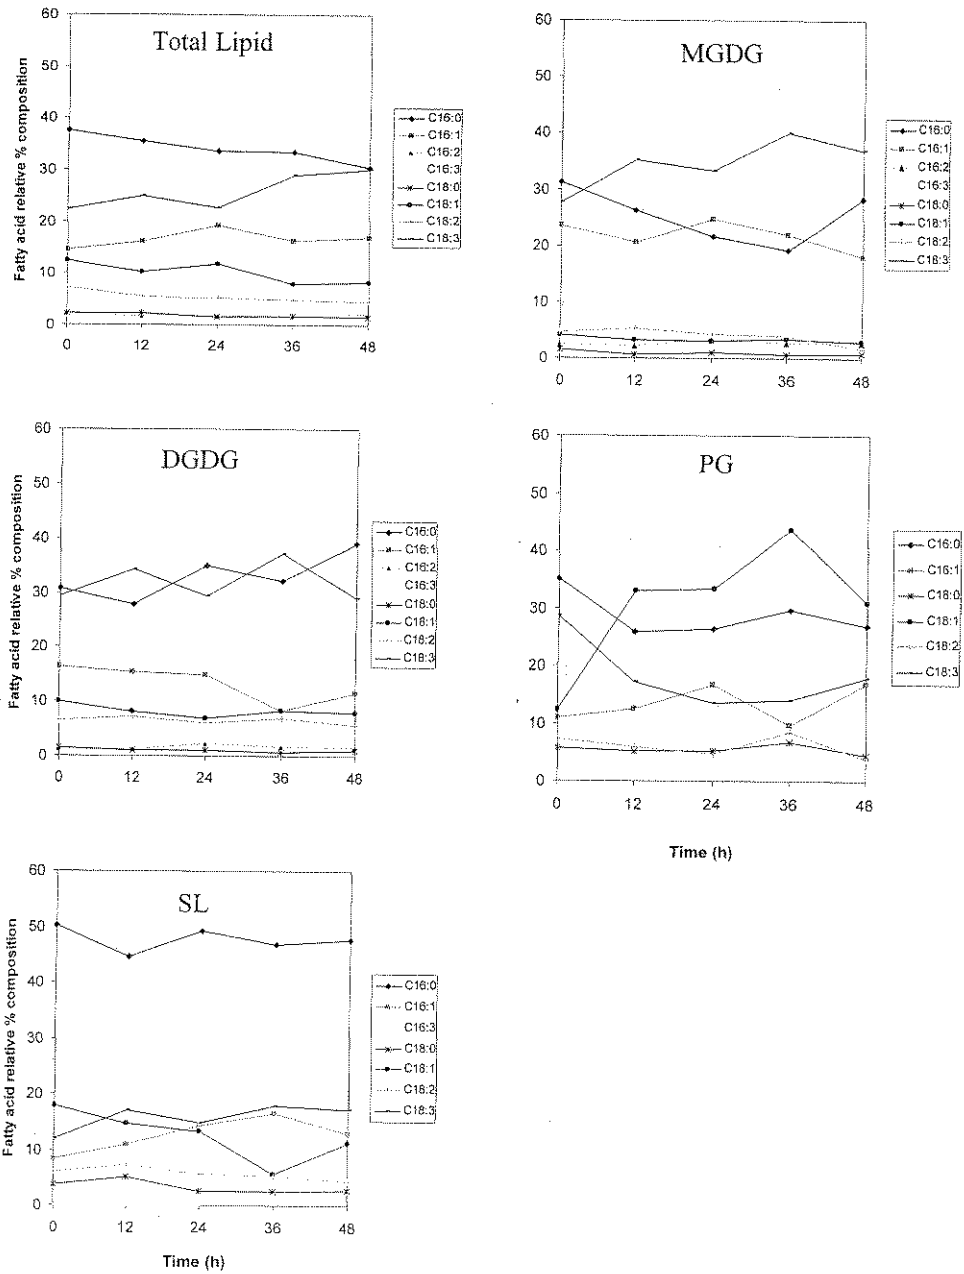 Total Lipid
Fatty acid relative % composition
60
50
40
30
20
10
0
0 12 24 36 48
C16:0
C16:1
C16:2
C16:3
C18:0
C18:1
C18:2
C18:3
MGDG
60
50
40
30
20
10
0
0 12 24 36 48
C16:0
C16:1
C16:2
C16:3
C18:0
C18:1
C18:2
C18:3
DGDG
Fatty acid relative % composition
60
50
40
30
20
10
0
0 12 24 36 48
C16:0
C16:1
C16:2
C16:3
C18:0
C18:1
C18:2
C18:3
PG
60
50
40
30
20
10
0
0 12 24 36 48
Time (h)
C16:0
C16:1
C18:0
C18:1
C18:2
C18:3
SL
Fatty acid relative % composition
60
50
40
30
20
10
0
0 12 24 36 48
Time (h)
C16:0
C16:1
C16:3
C18:0
C18:1
C18:2
C18:3